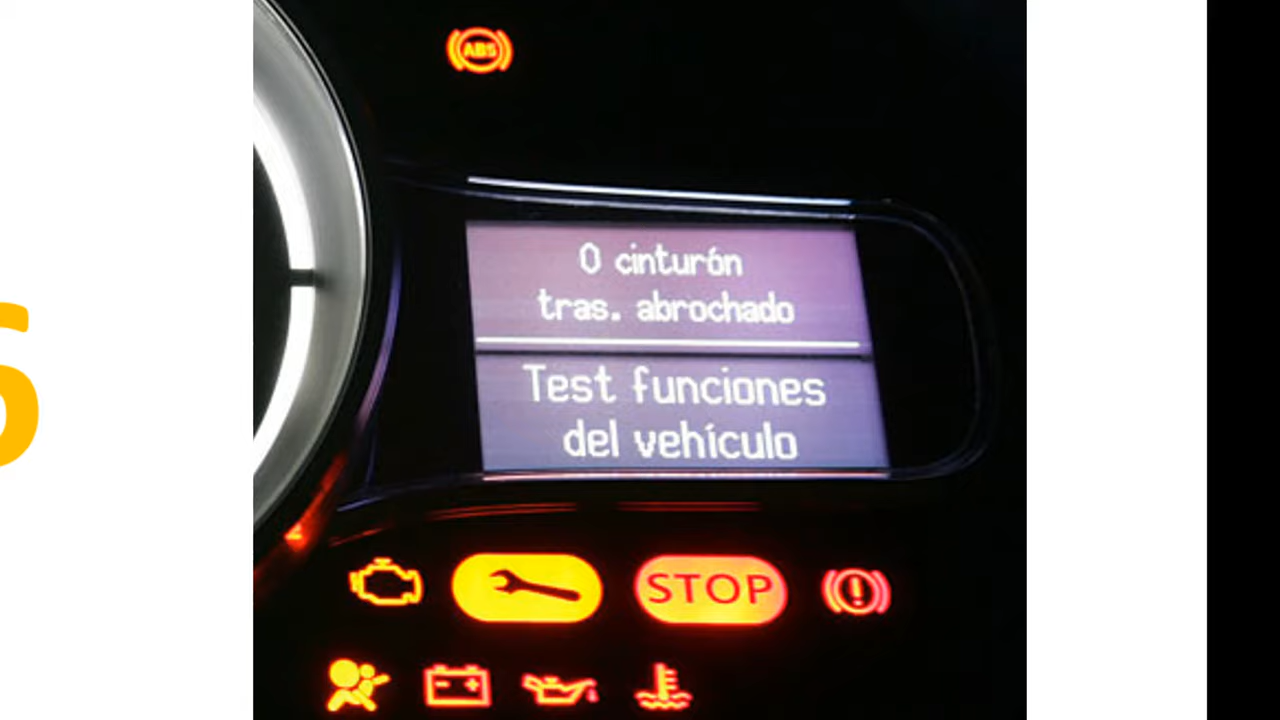 ABS
0 cinturón
tras. abrochado
Test funciones
del vehículo
STOP